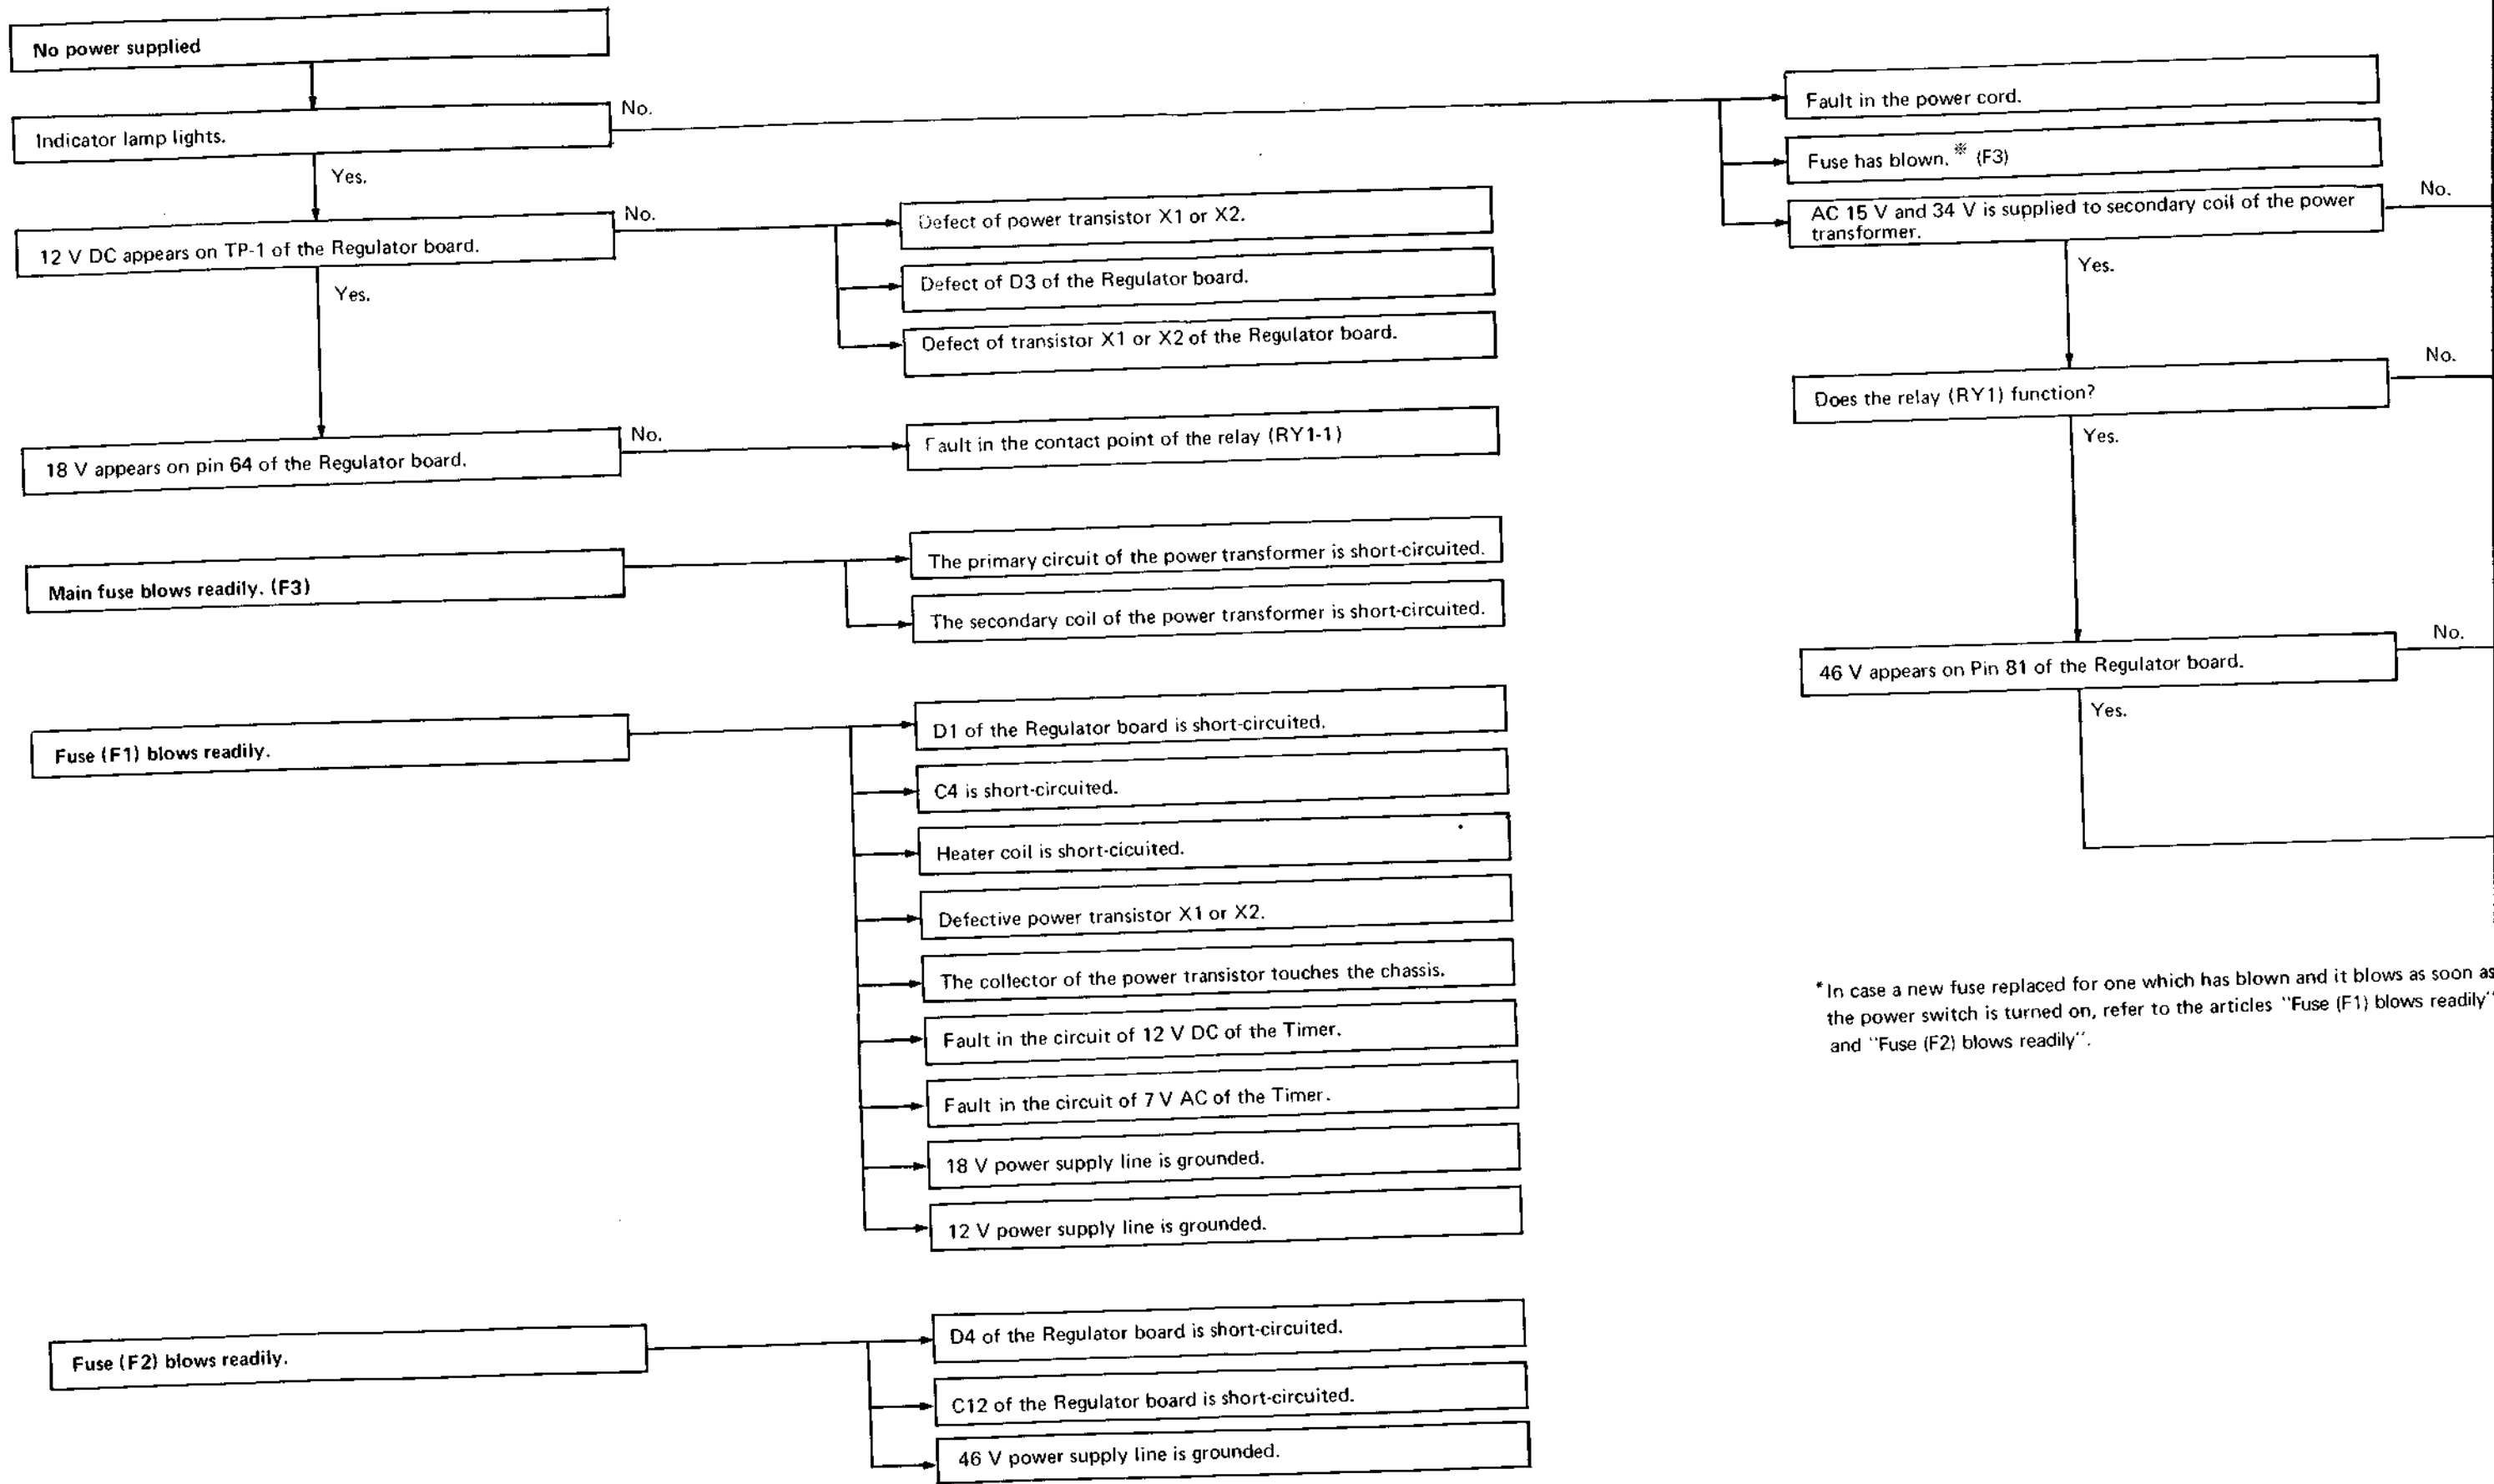 No power supplied
Indicator lamp lights.
No.
Yes.
12 V DC appears on TP-1 of the Regulator board.
No.
Yes.
Defect of power transistor X1 or X2.
Defect of D3 of the Regulator board.
Defect of transistor X1 or X2 of the Regulator board.
18 V appears on pin 64 of the Regulator board.
No.
Fault in the contact point of the relay (RY1-1)
Main fuse blows readily. (F3)
The primary circuit of the power transformer is short-circuited.
The secondary coil of the power transformer is short-circuited.
Fuse (F1) blows readily.
D1 of the Regulator board is short-circuited.
C4 is short-circuited.
Heater coil is short-cicuited.
Defective power transistor X1 or X2.
The collector of the power transistor touches the chassis.
Fault in the circuit of 12 V DC of the Timer.
Fault in the circuit of 7 V AC of the Timer.
18 V power supply line is grounded.
12 V power supply line is grounded.
Fuse (F2) blows readily.
D4 of the Regulator board is short-circuited.
C12 of the Regulator board is short-circuited.
46 V power supply line is grounded.
Fault in the power cord.
Fuse has blown. ※ (F3)
AC 15 V and 34 V is supplied to secondary coil of the power
transformer.
No.
Yes.
Does the relay (RY1) function?
No.
Yes.
46 V appears on Pin 81 of the Regulator board.
No.
Yes.
*In case a new fuse replaced for one which has blown and it blows as soon as
the power switch is turned on, refer to the articles "Fuse (F1) blows readily"
and "Fuse (F2) blows readily".